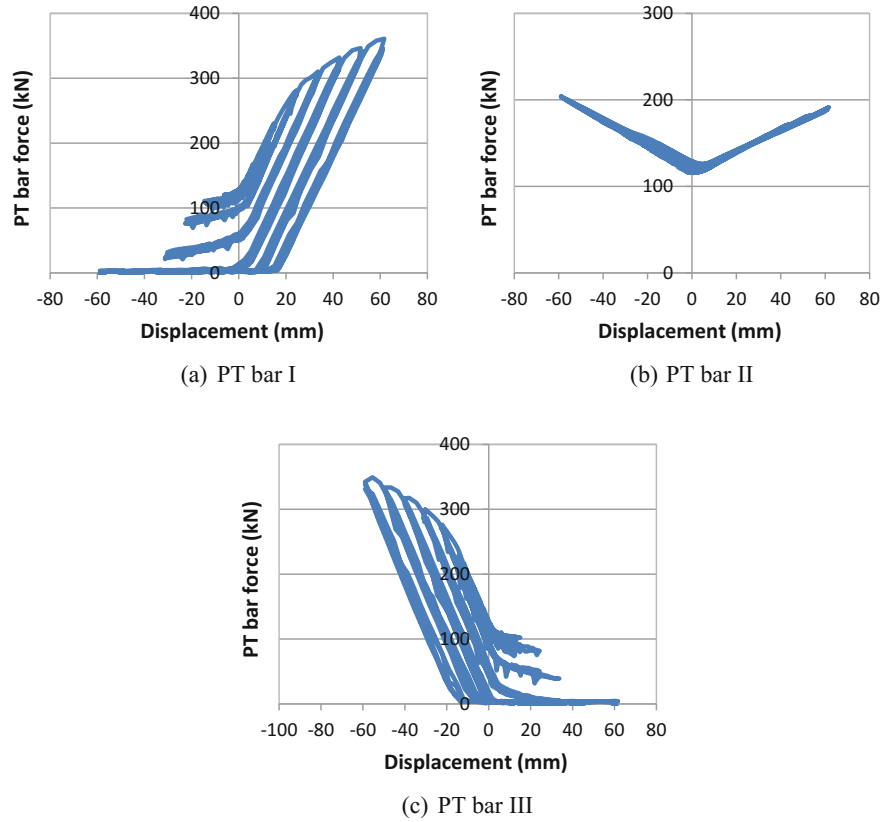 400
300
200
100
0
-80 -60 -40 -20 0 20 40 60 80
PT bar force (kN)
Displacement (mm)
(a) PT bar I
300
200
100
0
-80 -60 -40 -20 0 20 40 60 80
PT bar force (kN)
Displacement (mm)
(b) PT bar II
400
300
200
100
0
-100 -80 -60 -40 -20 0 20 40 60 80
PT bar force (kN)
Displacement (mm)
(c) PT bar III